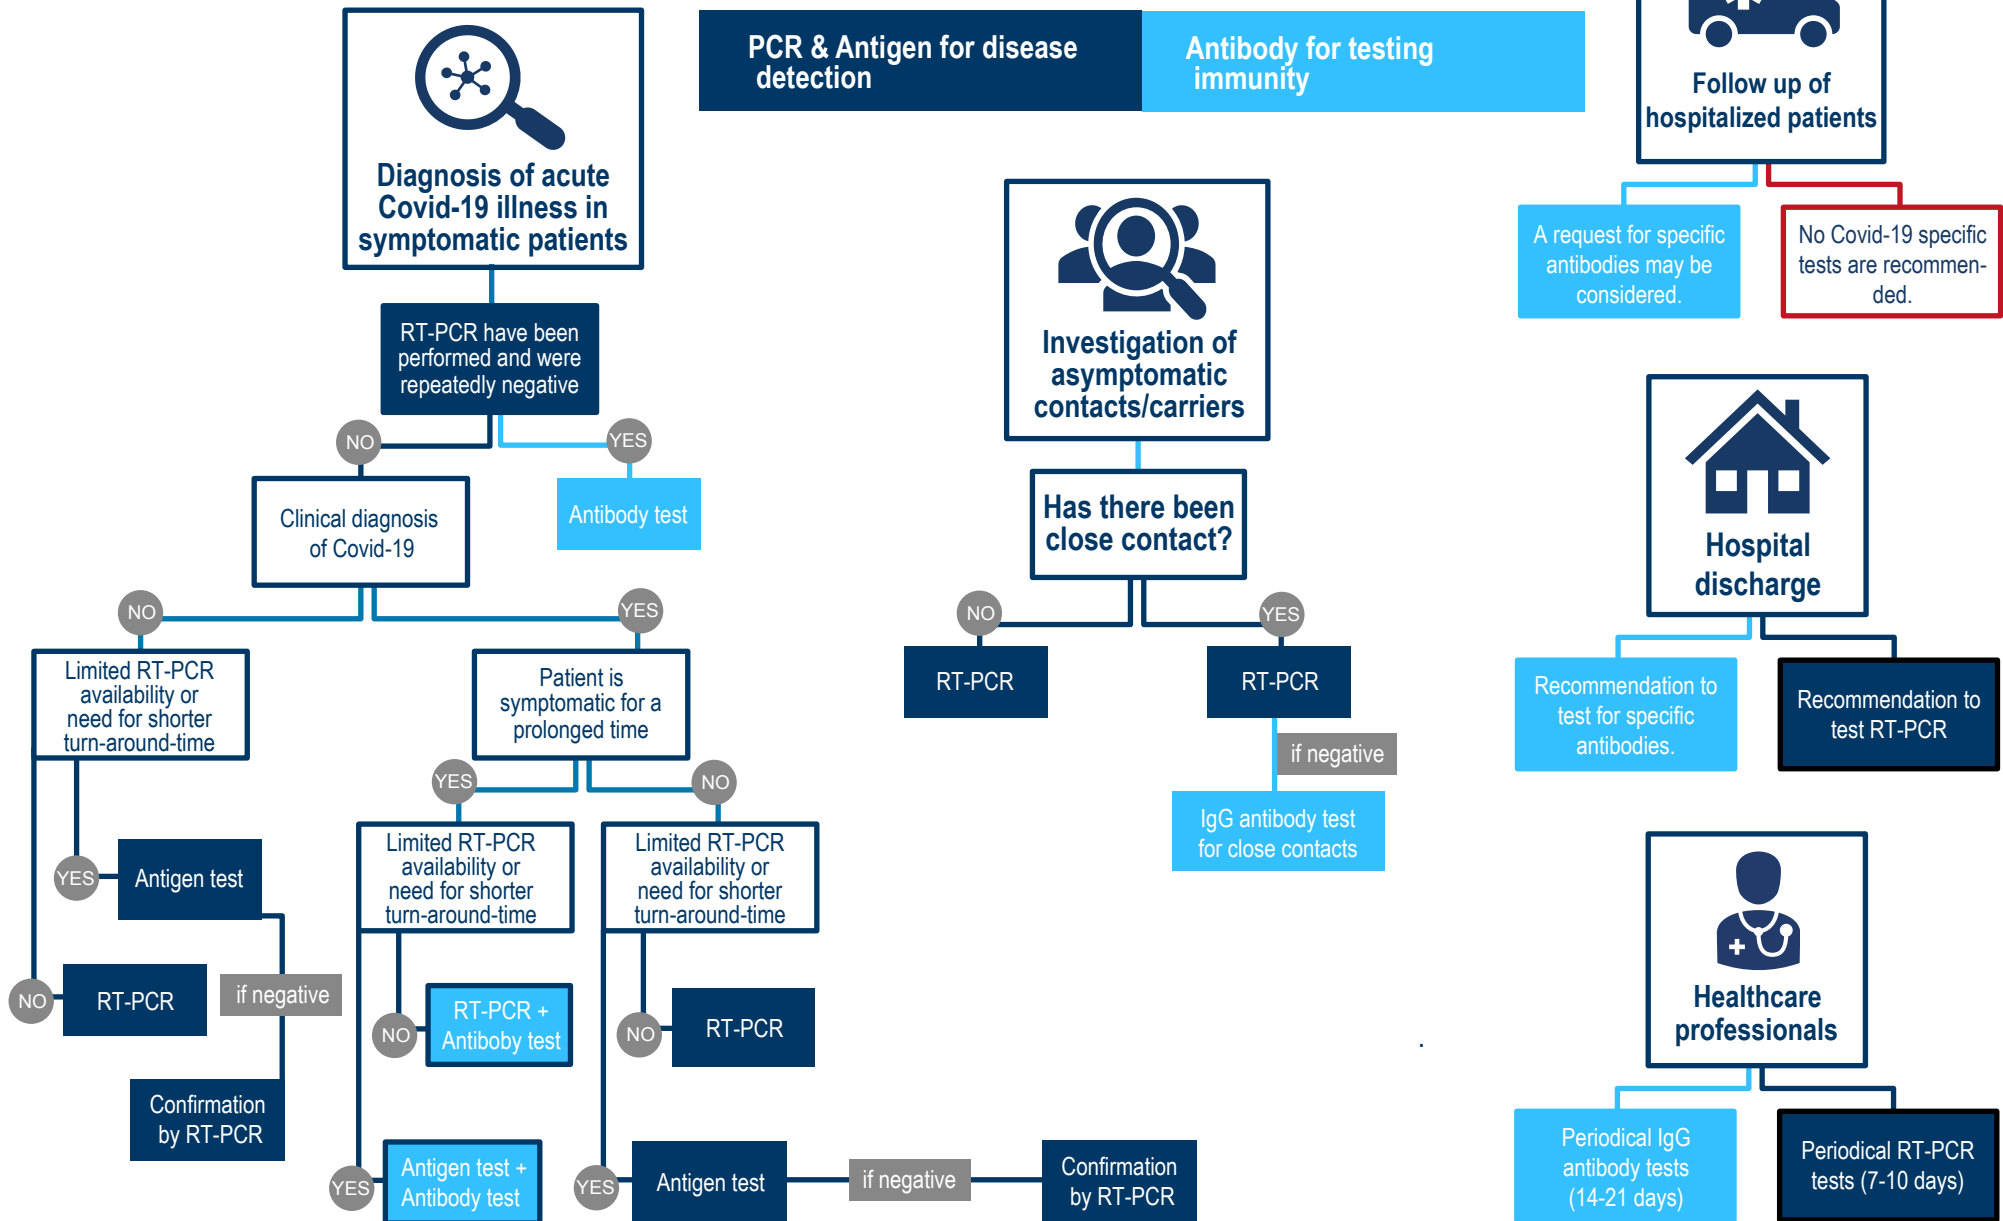 PCR & Antigen for disease
detection
Antibody for testing
immunity
Diagnosis of acute
Covid-19 illness in
symptomatic patients
RT-PCR have been
performed and were
repeatedly negative
NO
YES
Clinical diagnosis
of Covid-19
Antibody test
NO
YES
Limited RT-PCR
availability or
need for shorter
turn-around-time
Patient is
symptomatic for a
prolonged time
YES
NO
YES
Antigen test
Limited RT-PCR
availability or
need for shorter
turn-around-time
Limited RT-PCR
availability or
need for shorter
turn-around-time
NO
RT-PCR
if negative
NO
RT-PCR +
Antiboby test
NO
RT-PCR
Confirmation
by RT-PCR
YES
Antigen test +
Antibody test
YES
Antigen test
if negative
Confirmation
by RT-PCR
Investigation of
asymptomatic
contacts/carriers
Has there been
close contact?
NO
YES
RT-PCR
RT-PCR
if negative
IgG antibody test
for close contacts
Follow up of
hospitalized patients
A request for specific
antibodies may be
considered.
No Covid-19 specific
tests are recommen-
ded.
Hospital
discharge
Recommendation to
test for specific
antibodies.
Recommendation to
test RT-PCR
Healthcare
professionals
Periodical IgG
antibody tests
(14-21 days)
Periodical RT-PCR
tests (7-10 days)
.